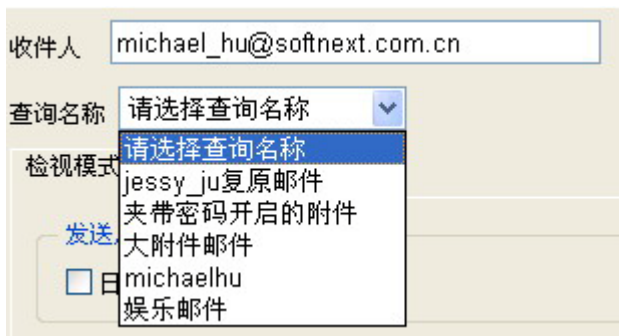 收件人 michael_hu@softnext.com.cn
查询名称 请选择查询名称
请选择查询名称
检视模式
jessy_ju复原邮件
夹带密码开启的附件
发送
大附件邮件
日
michaelhu
娱乐邮件